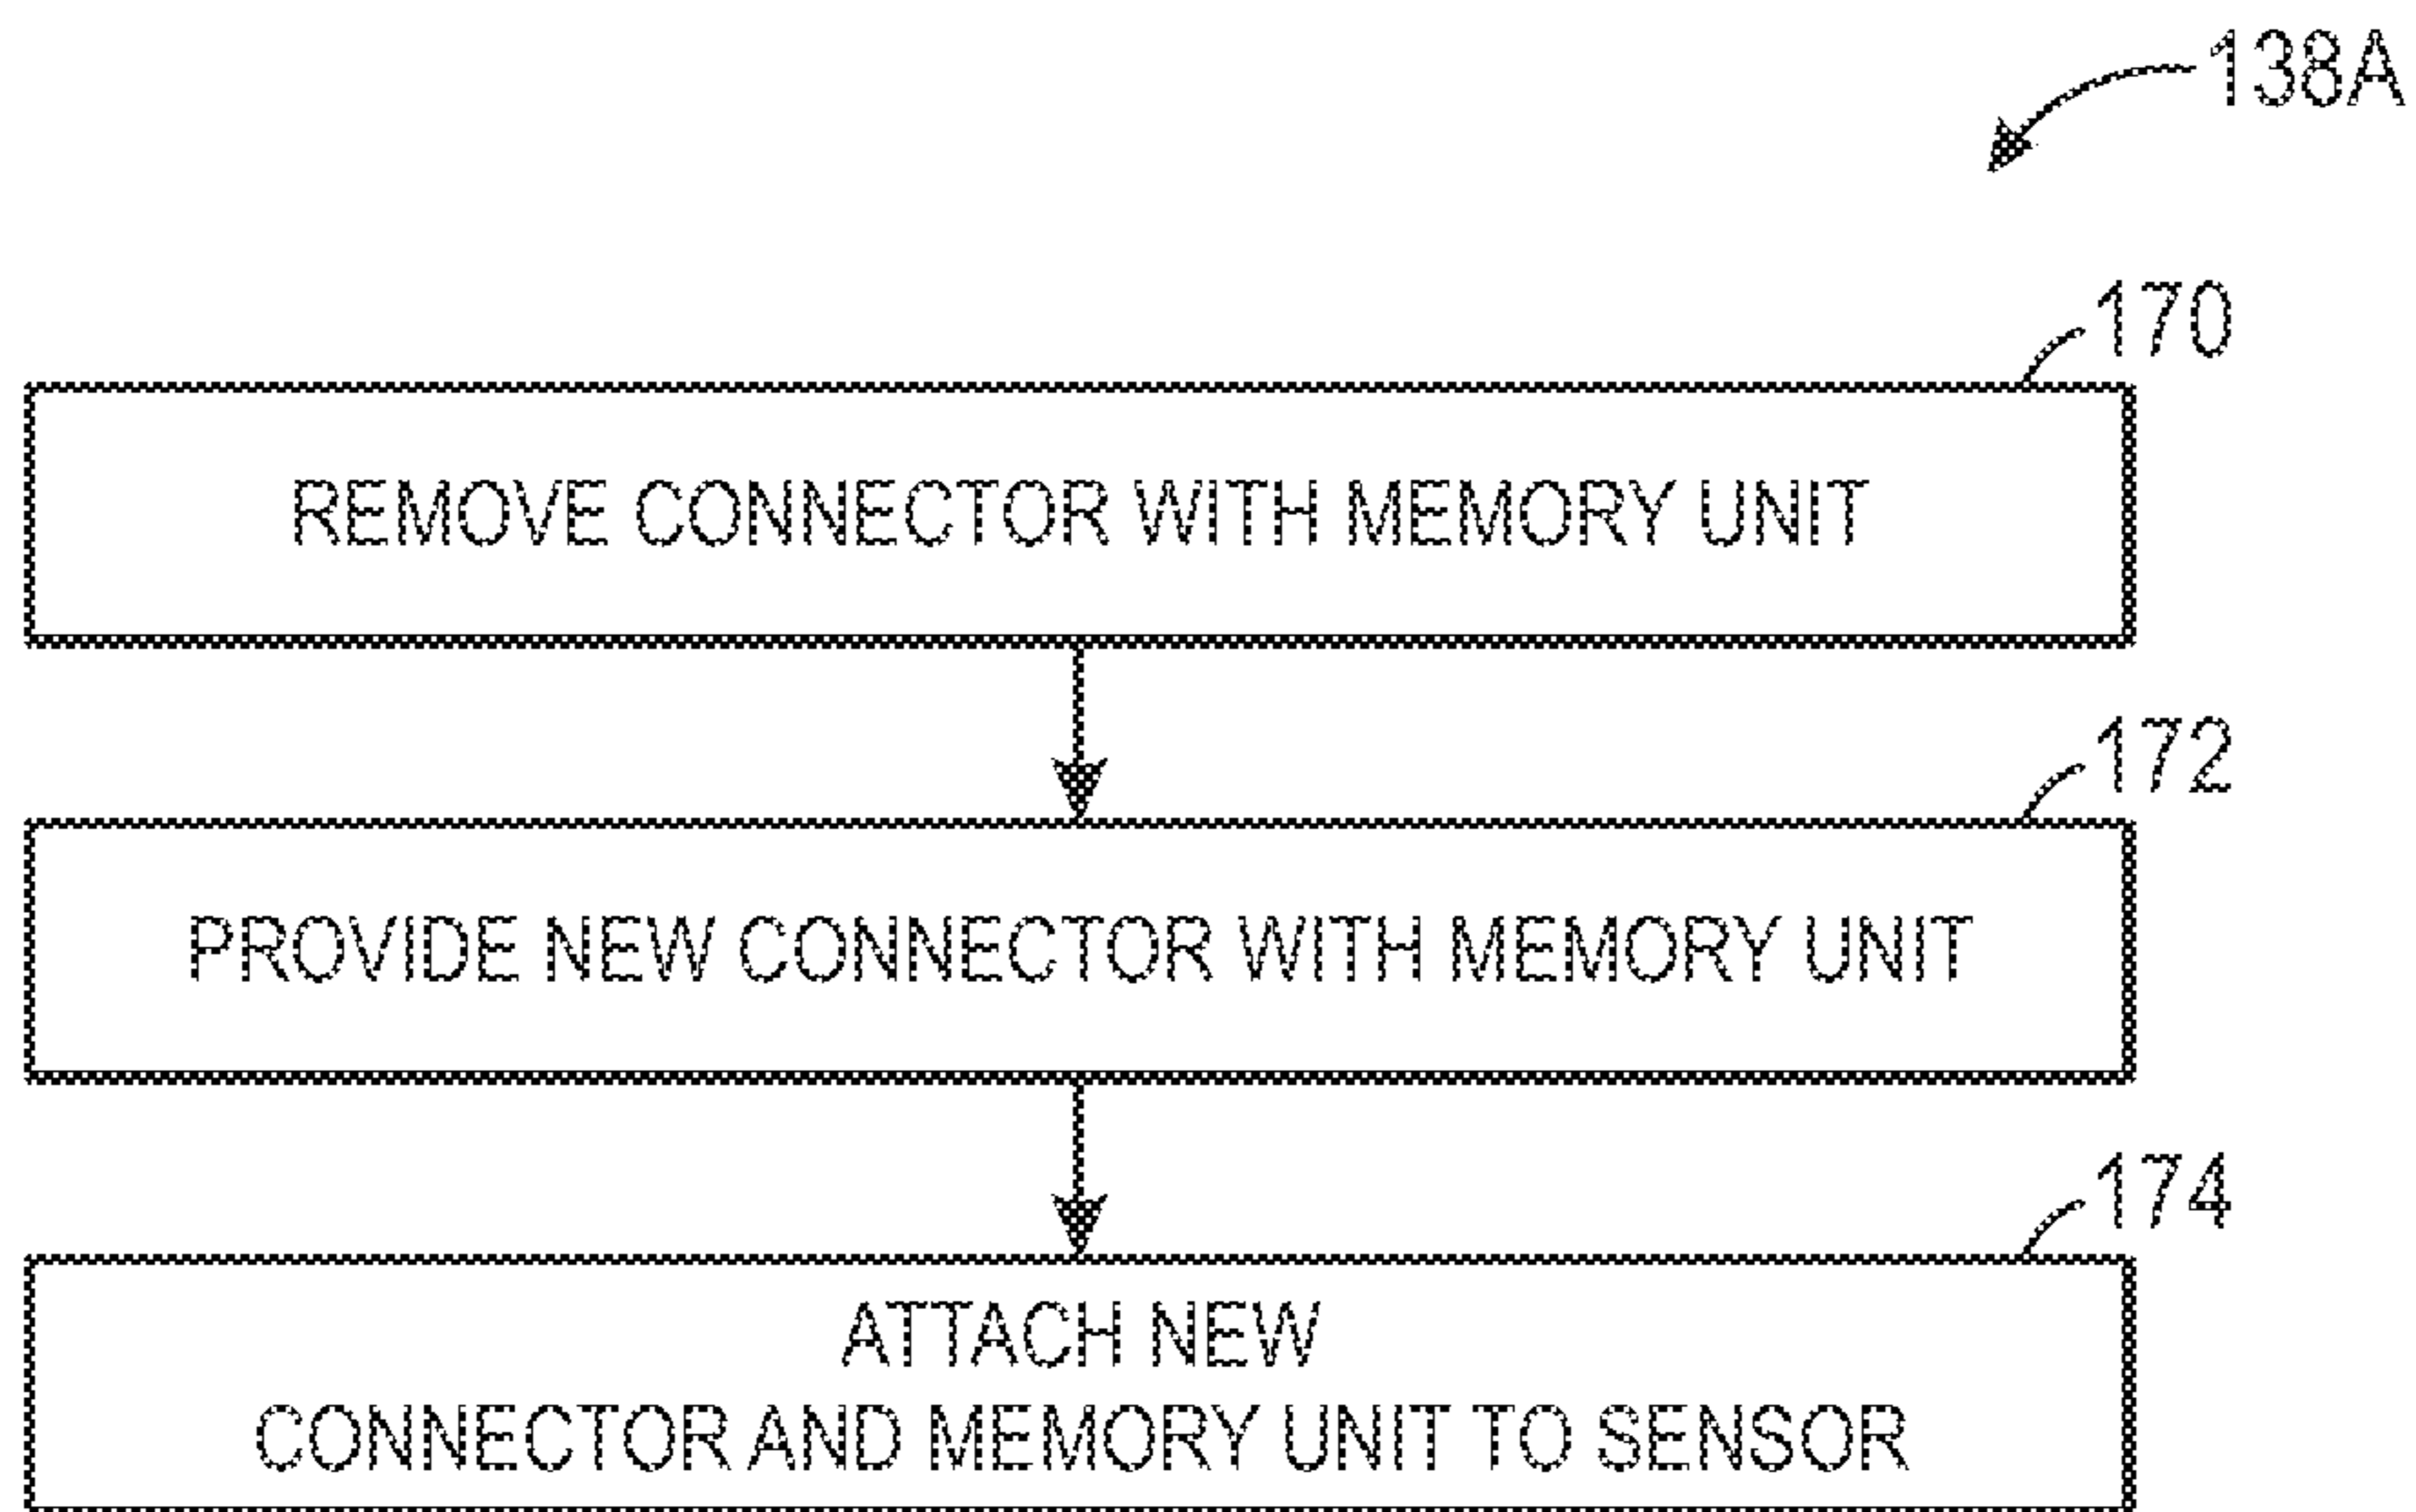 138A
170
REMOVE CONNECTOR WITH MEMORY UNIT
172
PROVIDE NEW CONNECTOR WITH MEMORY UNIT
174
ATTACH NEW
CONNECTOR AND MEMORY UNIT TO SENSOR